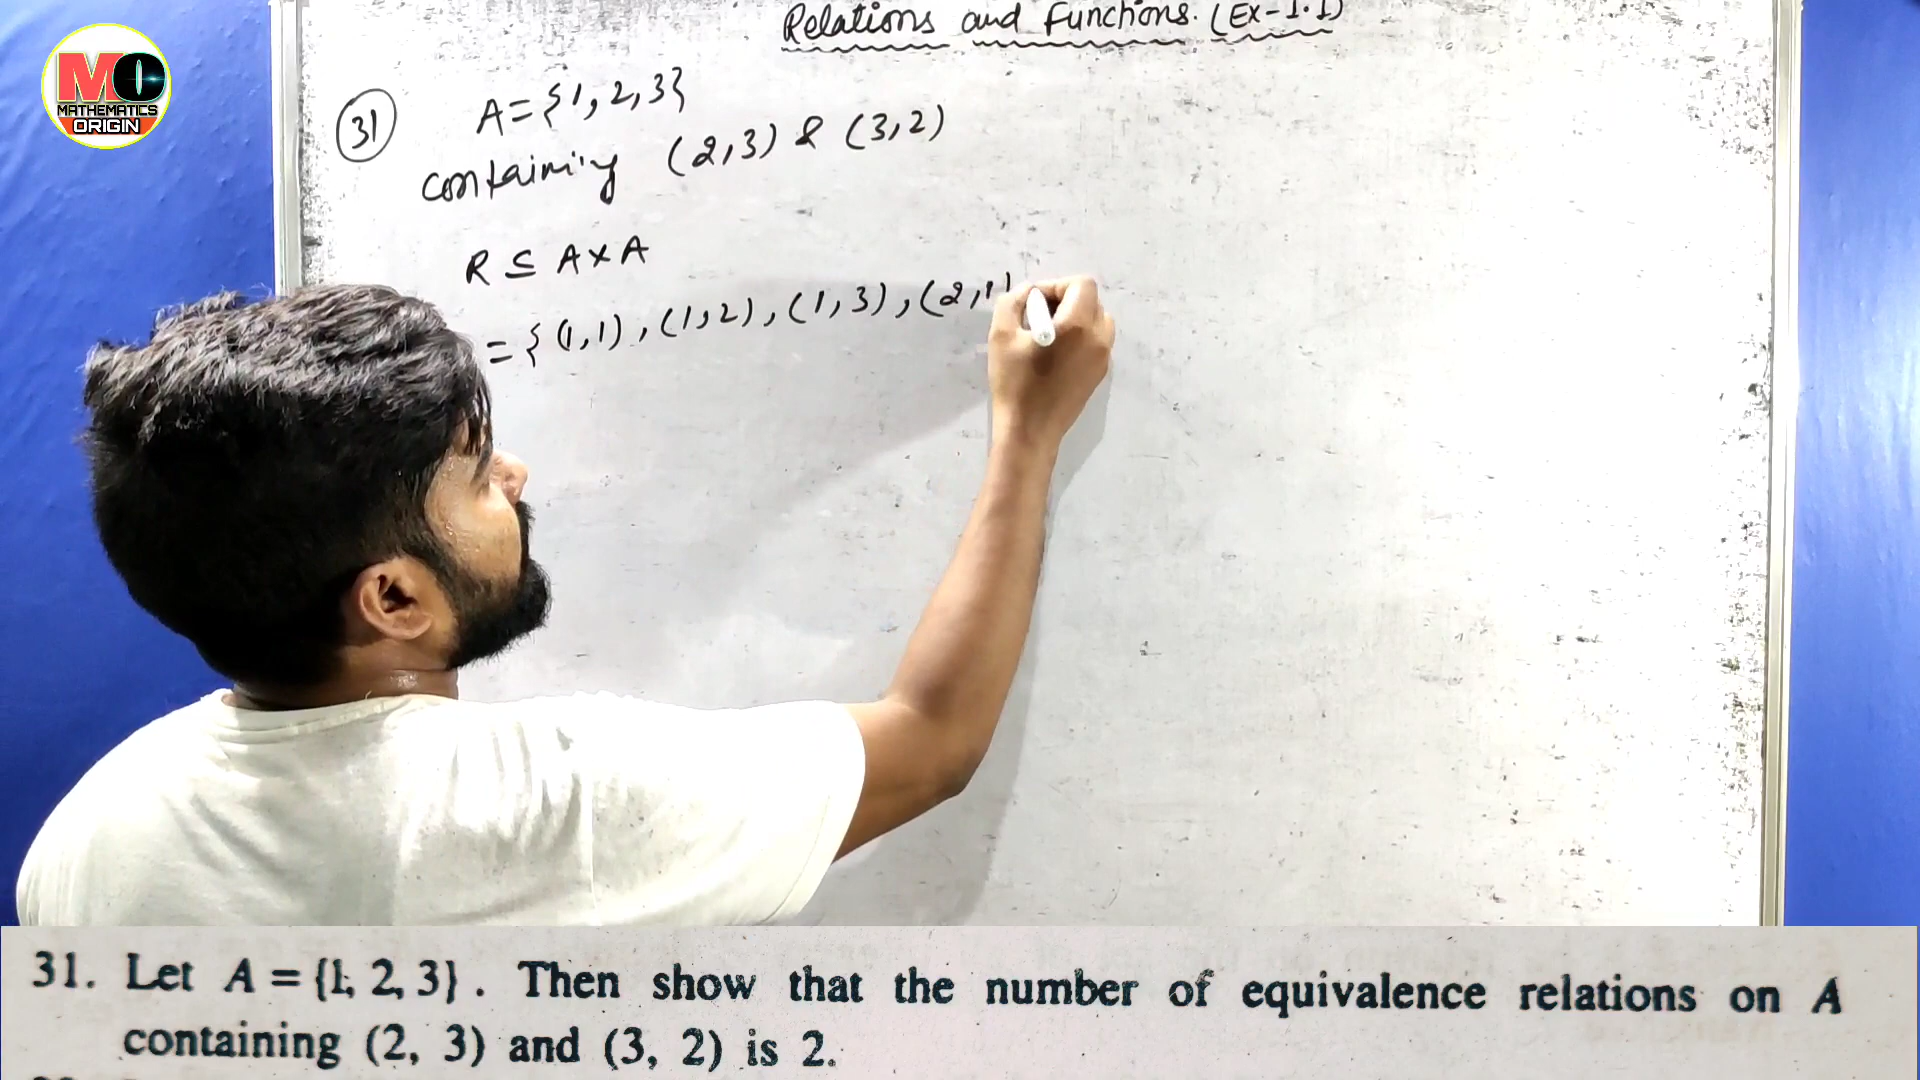 MO
MATHEMATICS
ORIGIN
Relations and Functions. (Ex-1.1)
31 A={1,2,3}
containing (2,3) & (3,2)
R ⊆ A×A
={(1,1),(1,2),(1,3),(2,1)
31. Let A = {1, 2, 3}. Then show that the number of equivalence relations on A
containing (2, 3) and (3, 2) is 2.